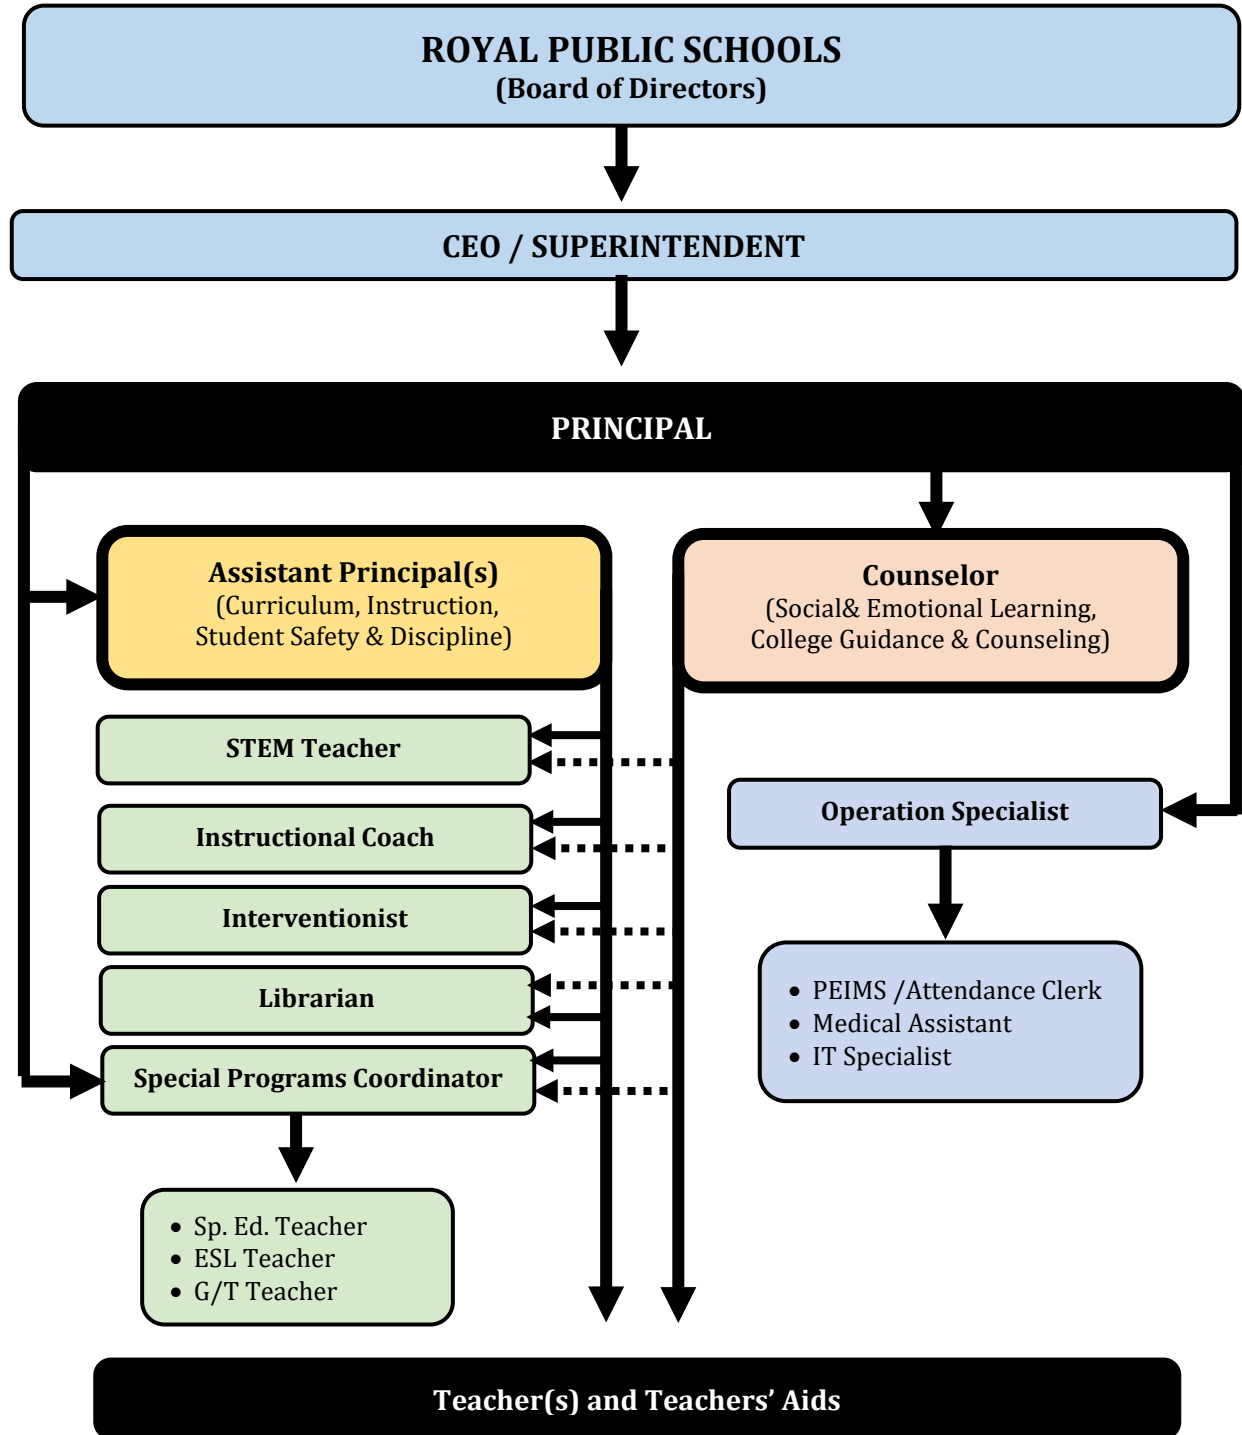 ROYAL PUBLIC SCHOOLS
(Board of Directors)
CEO / SUPERINTENDENT
PRINCIPAL
Assistant Principal(s)
(Curriculum, Instruction,
Student Safety & Discipline)
Counselor
(Social& Emotional Learning,
College Guidance & Counseling)
STEM Teacher
Instructional Coach
Interventionist
Librarian
Special Programs Coordinator
• Sp. Ed. Teacher
• ESL Teacher
• G/T Teacher
Operation Specialist
• PEIMS /Attendance Clerk
• Medical Assistant
• IT Specialist
Teacher(s) and Teachers’ Aids